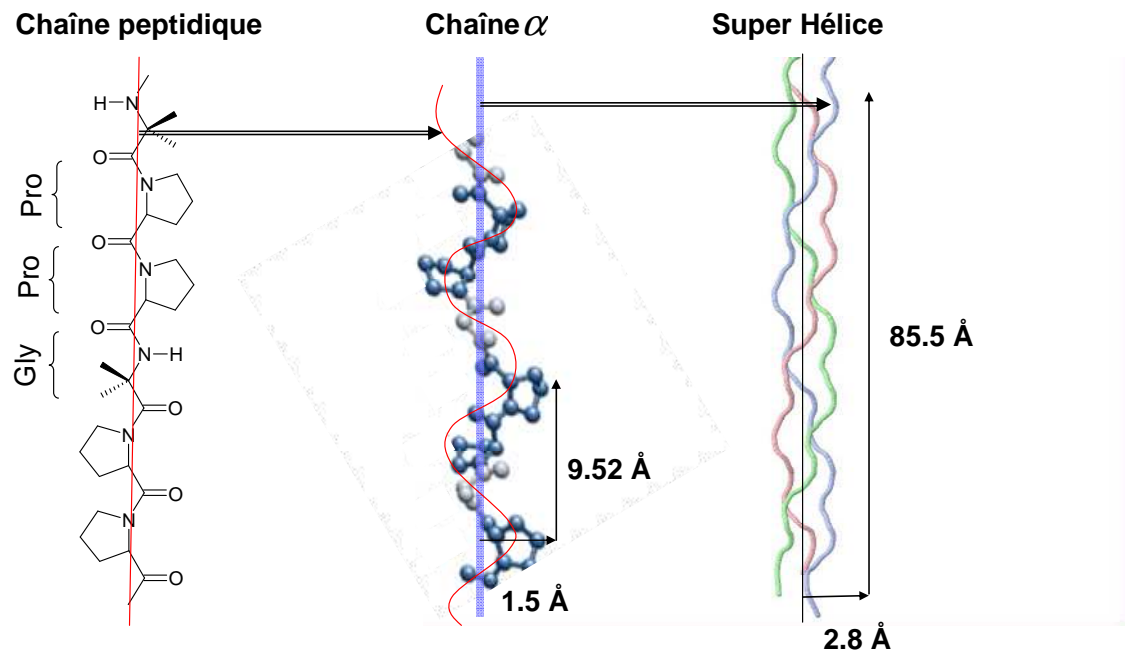 Chaîne peptidique
Chaîne α
Super Hélice
H
N
O
Pro
N
O
Pro
N
O
Gly
N
H
O
N
O
N
O
9.52 Å
1.5 Å
85.5 Å
2.8 Å